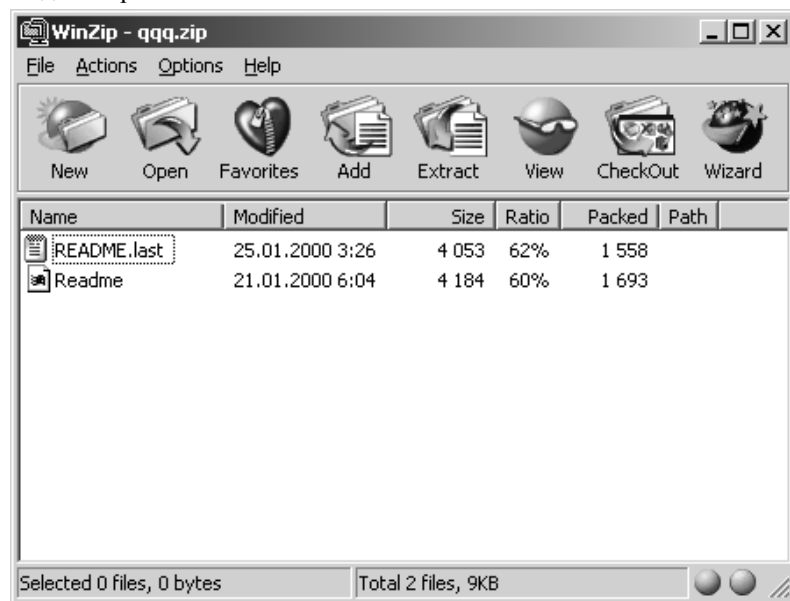 WinZip - qqq.zip
File Actions Options Help
New Open Favorites Add Extract View CheckOut Wizard
Name Modified Size Ratio Packed Path
README.last 25.01.2000 3:26 4 053 62% 1 558
Readme 21.01.2000 6:04 4 184 60% 1 693
Selected 0 files, 0 bytes Total 2 files, 9KB